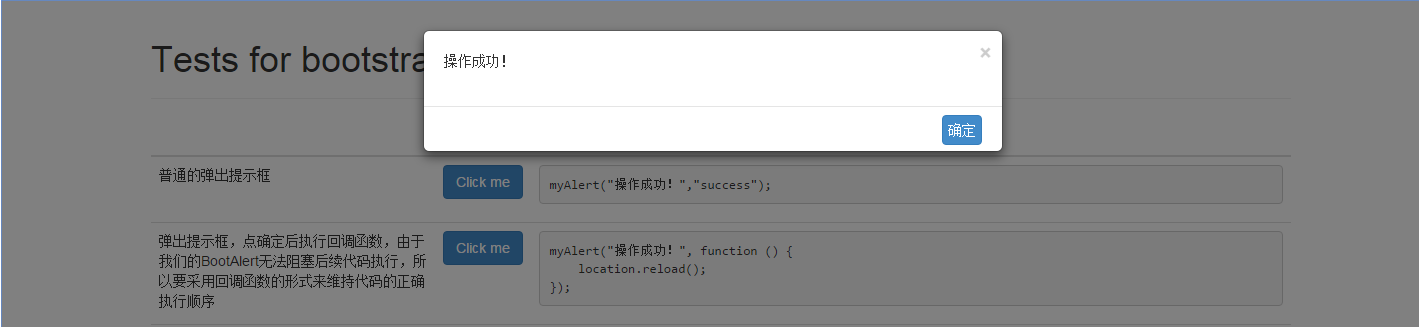 操作成功！
×
Tests for bootstra
确定
普通的弹出提示框
Click me
myAlert("操作成功！","success");
弹出提示框，点确定后执行回调函数，由于
我们的BootAlert无法阻塞后续代码执行，所
以要采用回调函数的形式来维持代码的正确
执行顺序
Click me
myAlert("操作成功！", function () {
    location.reload();
});